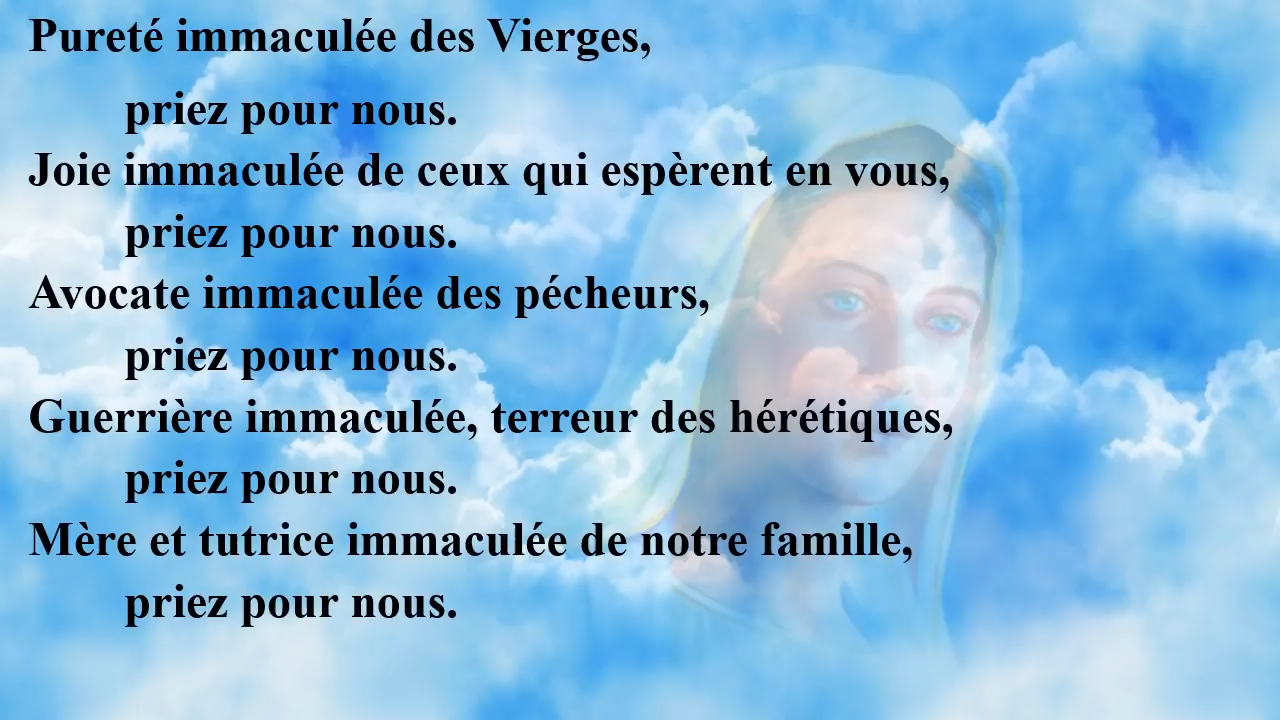 Pureté immaculée des Vierges,
priez pour nous.
Joie immaculée de ceux qui espèrent en vous,
priez pour nous.
Avocate immaculée des pécheurs,
priez pour nous.
Guerrière immaculée, terreur des hérétiques,
priez pour nous.
Mère et tutrice immaculée de notre famille,
priez pour nous.